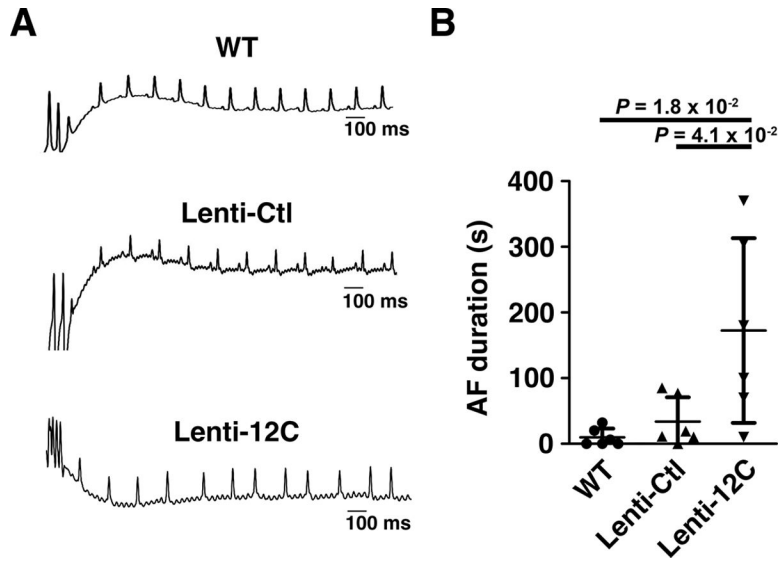 A
WT
100 ms
Lenti-Ctl
100 ms
Lenti-12C
100 ms
B
P = 1.8 x 10-2
P = 4.1 x 10-2
AF duration (s)
400
300
200
100
0
WT
Lenti-Ctl
Lenti-12C